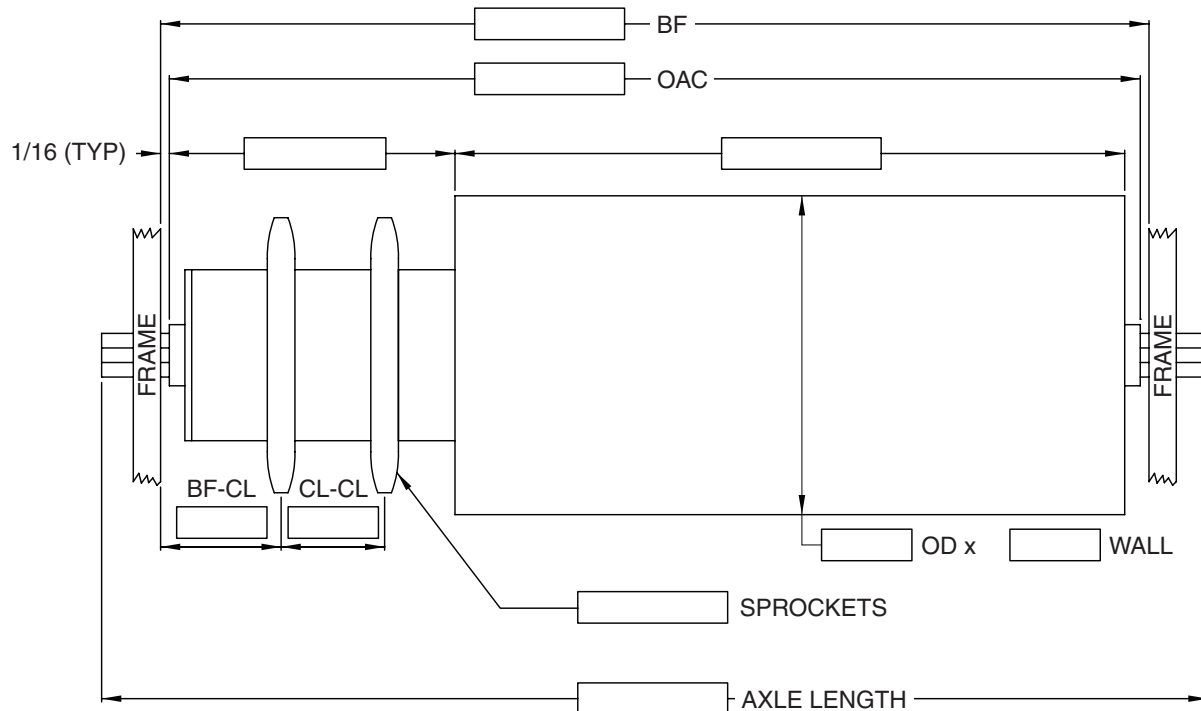 BF
OAC
1/16 (TYP)
FRAME
FRAME
BF-CL
CL-CL
OD x
WALL
SPROCKETS
AXLE LENGTH